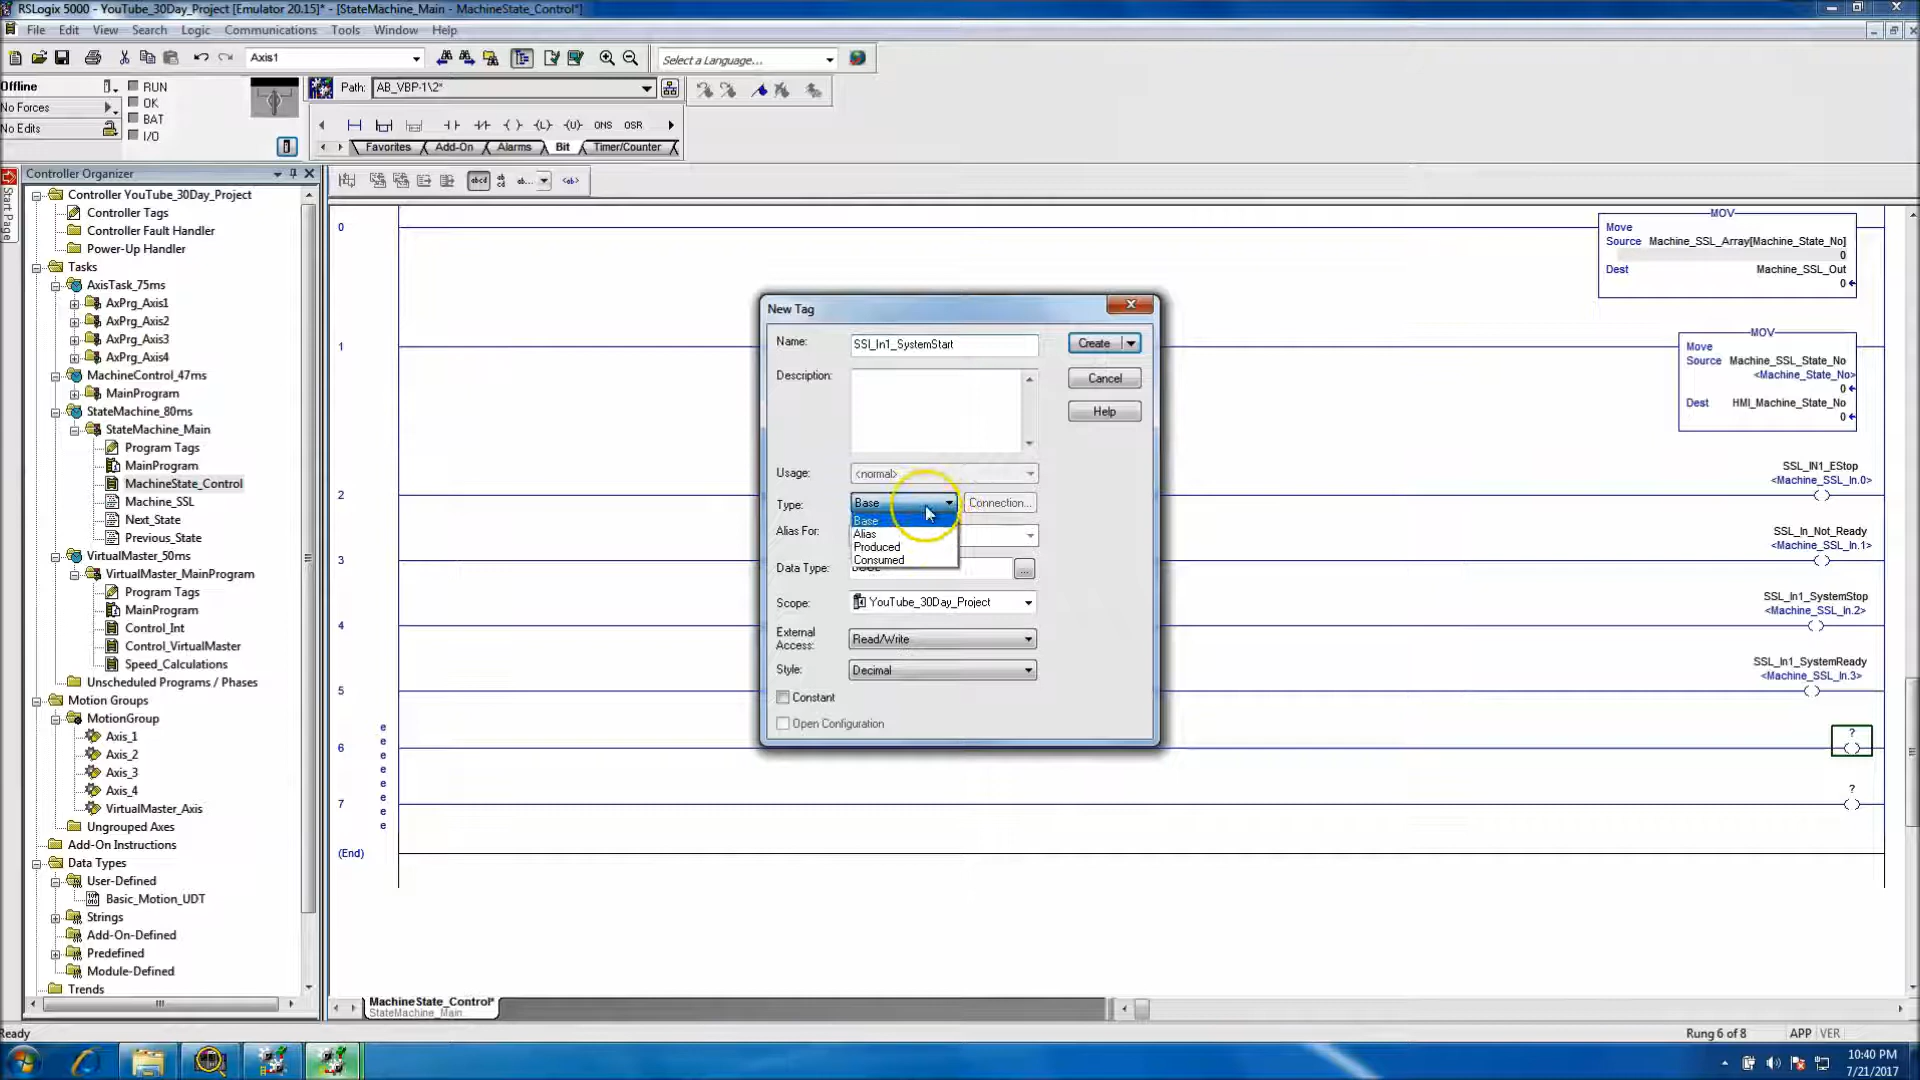 RSLogix 5000 - YouTube_30Day_Project [Emulator 20.15]* - [StateMachine_Main - MachineState_Control*]
File Edit View Search Logic Communications Tools Window Help
Axis1
Select a Language...
Offline
RUN
No Forces
OK
No Edits
BAT
I/O
Path: AB_VBP-1\2*
ONS OSR
Favorites Add-On Alarms Bit Timer/Counter
Start Page
Controller Organizer
Controller YouTube_30Day_Project
Controller Tags
Controller Fault Handler
Power-Up Handler
Tasks
AxisTask_75ms
AxPrg_Axis1
AxPrg_Axis2
AxPrg_Axis3
AxPrg_Axis4
MachineControl_47ms
MainProgram
StateMachine_80ms
StateMachine_Main
Program Tags
MainProgram
MachineState_Control
Machine_SSL
Next_State
Previous_State
VirtualMaster_50ms
VirtualMaster_MainProgram
Program Tags
MainProgram
Control_Int
Control_VirtualMaster
Speed_Calculations
Unscheduled Programs / Phases
Motion Groups
MotionGroup
Axis_1
Axis_2
Axis_3
Axis_4
VirtualMaster_Axis
Ungrouped Axes
Add-On Instructions
Data Types
User-Defined
Basic_Motion_UDT
Strings
Add-On-Defined
Predefined
Module-Defined
Trends
abcd
ab cd
ab...
<ab>
0
MOV
Move
Source Machine_SSL_Array[Machine_State_No]
0
Dest Machine_SSL_Out
0
1
MOV
Move
Source Machine_SSL_State_No
<Machine_State_No>
0
Dest HMI_Machine_State_No
0
2
SSL_IN1_EStop
<Machine_SSL_In.0>
3
SSL_In_Not_Ready
<Machine_SSL_In.1>
4
SSL_In1_SystemStop
<Machine_SSL_In.2>
5
SSL_In1_SystemReady
<Machine_SSL_In.3>
e
e
6
?
e
e
e
e
7
?
e
e
(End)
New Tag
Name: SSl_In1_SystemStart
Create
Description:
Cancel
Help
Usage: <normal>
Type: Base
Connection...
Base
Alias
Produced
Consumed
Alias For:
Data Type:
...
Scope: YouTube_30Day_Project
External Access: Read/Write
Style: Decimal
Constant
Open Configuration
MachineState_Control*
StateMachine_Main
Ready
Rung 6 of 8
APP VER
10:40 PM
7/21/2017